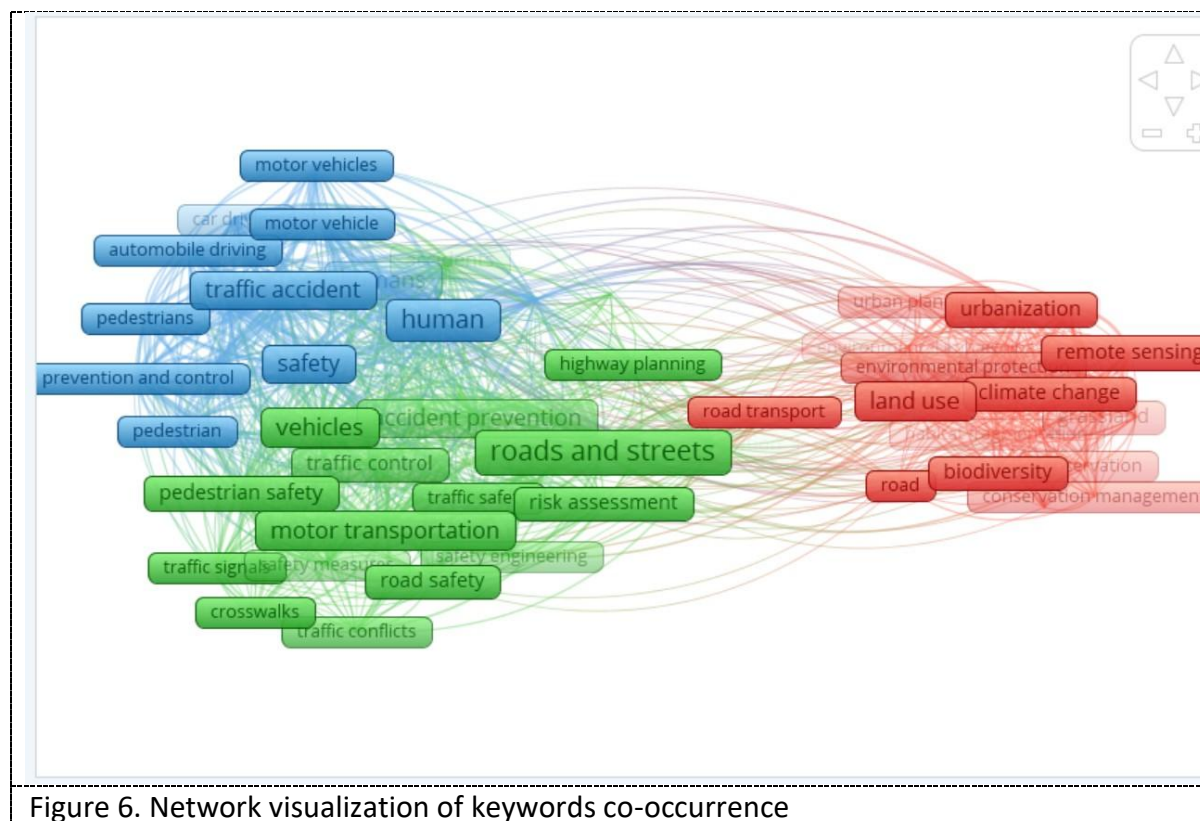 motor vehicles
motor vehicle
automobile driving
traffic accident
pedestrians
human
safety
prevention and control
pedestrian
highway planning
accident prevention
vehicles
roads and streets
traffic control
pedestrian safety
risk assessment
motor transportation
safety engineering
traffic signals
safety measures
road safety
crosswalks
traffic conflicts
urbanization
remote sensing
environmental protection
climate change
land use
road transport
grassland
biodiversity
road
conservation management
Figure 6. Network visualization of keywords co-occurrence